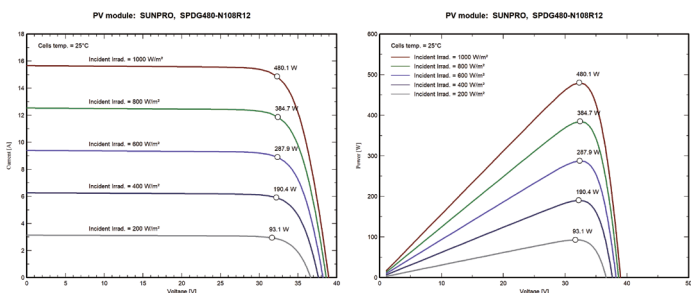 PV module: SUNPRO, SPDG480-N108R12
18
16
14
12
10
8
6
4
2
0
Current [A]
Cells temp. = 25°C
Incident Irrad. = 1000 W/m²
480.1 W
Incident Irrad. = 800 W/m²
384.7 W
Incident Irrad. = 600 W/m²
287.9 W
Incident Irrad. = 400 W/m²
190.4 W
Incident Irrad. = 200 W/m²
93.1 W
0 5 10 15 20 25 30 35 40
Voltage [V]
PV module: SUNPRO, SPDG480-N108R12
600
500
400
300
200
100
0
Power [W]
Cells temp. = 25°C
Incident Irrad. = 1000 W/m²
Incident Irrad. = 800 W/m²
Incident Irrad. = 600 W/m²
Incident Irrad. = 400 W/m²
Incident Irrad. = 200 W/m²
480.1 W
384.7 W
287.9 W
190.4 W
93.1 W
0 10 20 30 40 50
Voltage [V]